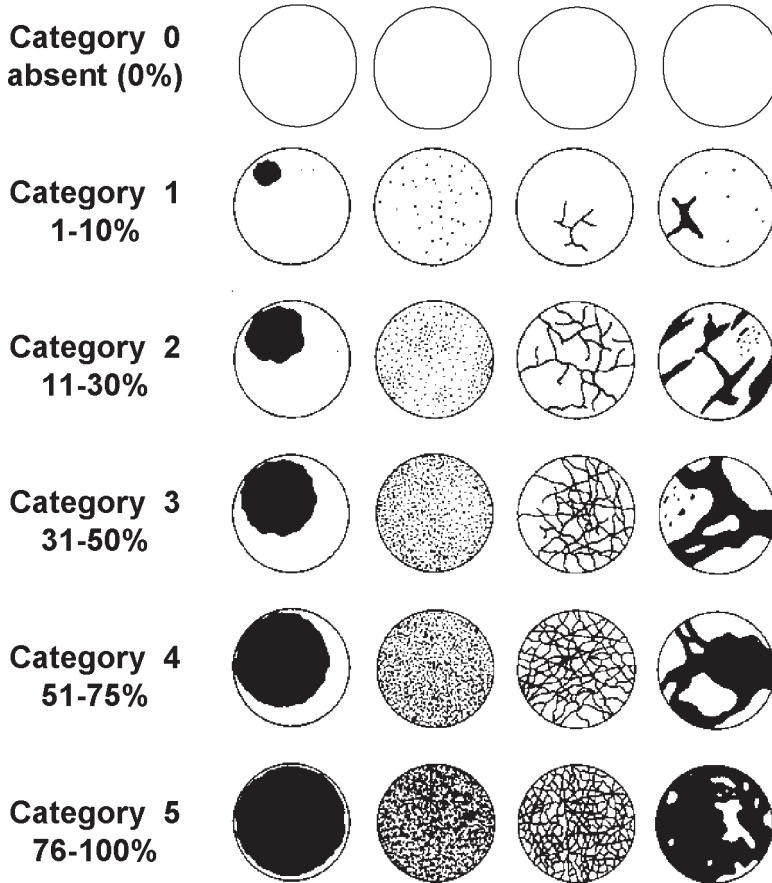 Category 0
absent (0%)
Category 1
1-10%
Category 2
11-30%
Category 3
31-50%
Category 4
51-75%
Category 5
76-100%